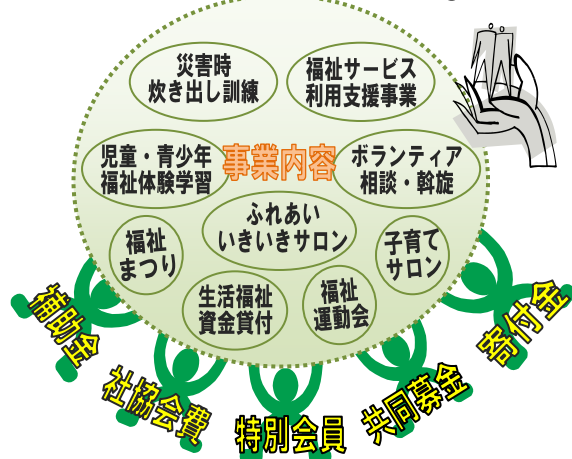 災害時
炊き出し訓練
福祉サービス
利用支援事業
児童・青少年
福祉体験学習
事業内容
ボランティア
相談・斡旋
ふれあい
いきいきサロン
福祉
まつり
子育て
サロン
生活福祉
資金貸付
福祉
運動会
補助金
社協会費
特別会員
共同募金
寄付金